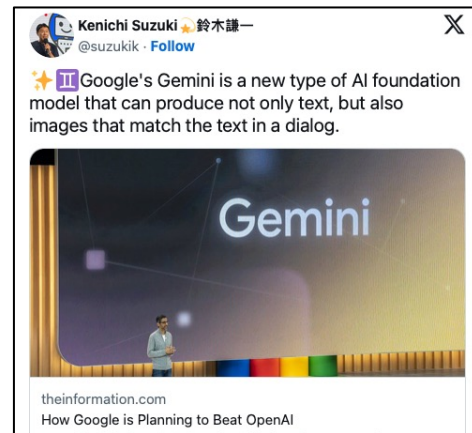 Kenichi Suzuki💫鈴木謙一
@suzukik · Follow
✨♊Google's Gemini is a new type of AI foundation
model that can produce not only text, but also
images that match the text in a dialog.
Gemini
theinformation.com
How Google is Planning to Beat OpenAI